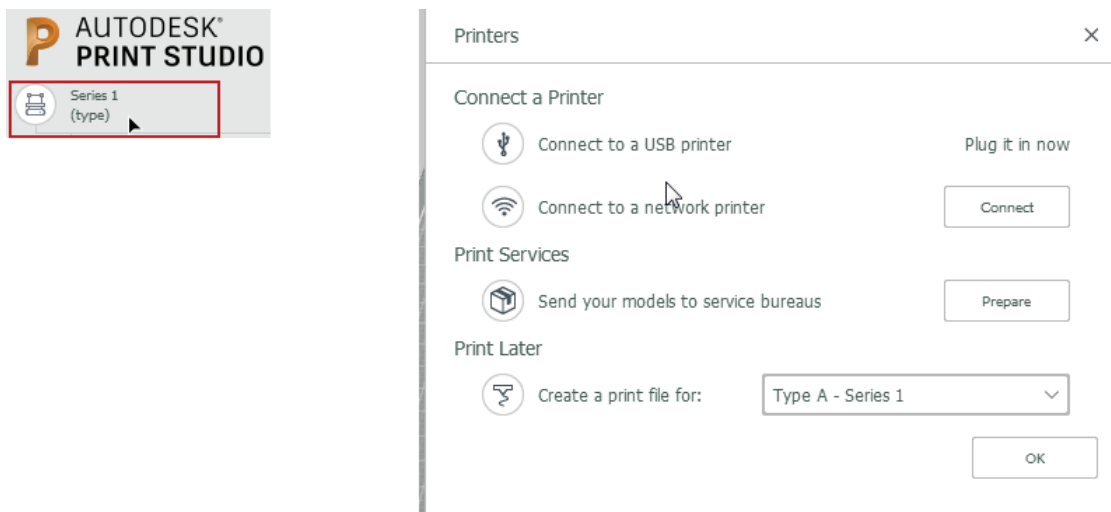 AUTODESK®
PRINT STUDIO
Series 1
(type)
Printers
Connect a Printer
Connect to a USB printer Plug it in now
Connect to a network printer Connect
Print Services
Send your models to service bureaus Prepare
Print Later
Create a print file for: Type A - Series 1
OK